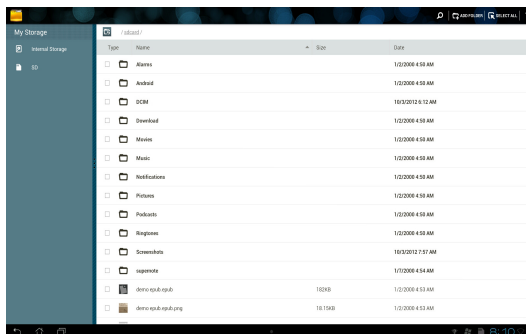 ADD FOLDER SELECT ALL
My Storage /sdcard/
Type Name Size Date
Internal Storage
SD
Alarms 1/2/2000 4:50 AM
Android 1/2/2000 4:50 AM
DCIM 10/3/2012 6:12 AM
Download 1/2/2000 4:50 AM
Movies 1/2/2000 4:50 AM
Music 1/2/2000 4:50 AM
Notifications 1/2/2000 4:50 AM
Pictures 1/2/2000 4:50 AM
Podcasts 1/2/2000 4:50 AM
Ringtones 1/2/2000 4:50 AM
Screenshots 10/3/2012 7:57 AM
supernote 1/7/2000 4:54 AM
demo epub.epub 182KB 1/2/2000 4:53 AM
demo epub.epub.png 18.15KB 1/2/2000 4:53 AM
8:10